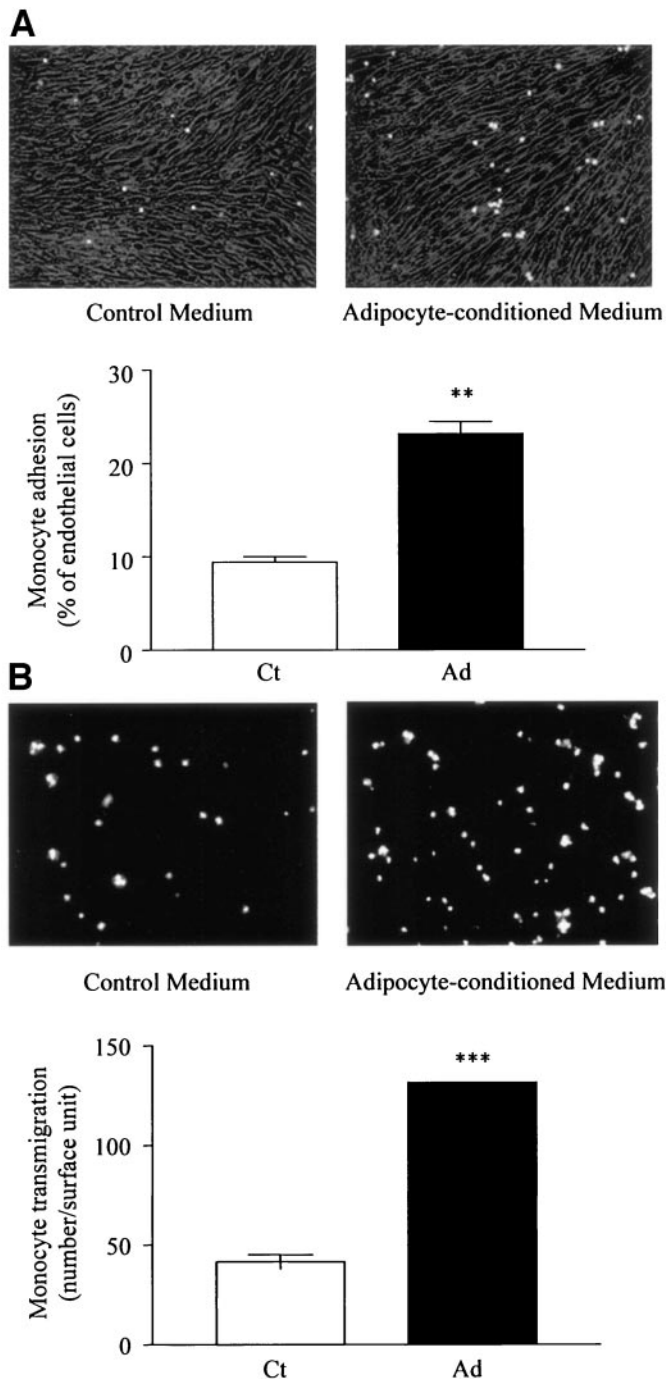 A
Control Medium
Adipocyte-conditioned Medium
Monocyte adhesion
(% of endothelial cells)
30
20
10
0
**
Ct
Ad
B
Control Medium
Adipocyte-conditioned Medium
Monocyte transmigration
(number/surface unit)
150
100
50
0
***
Ct
Ad